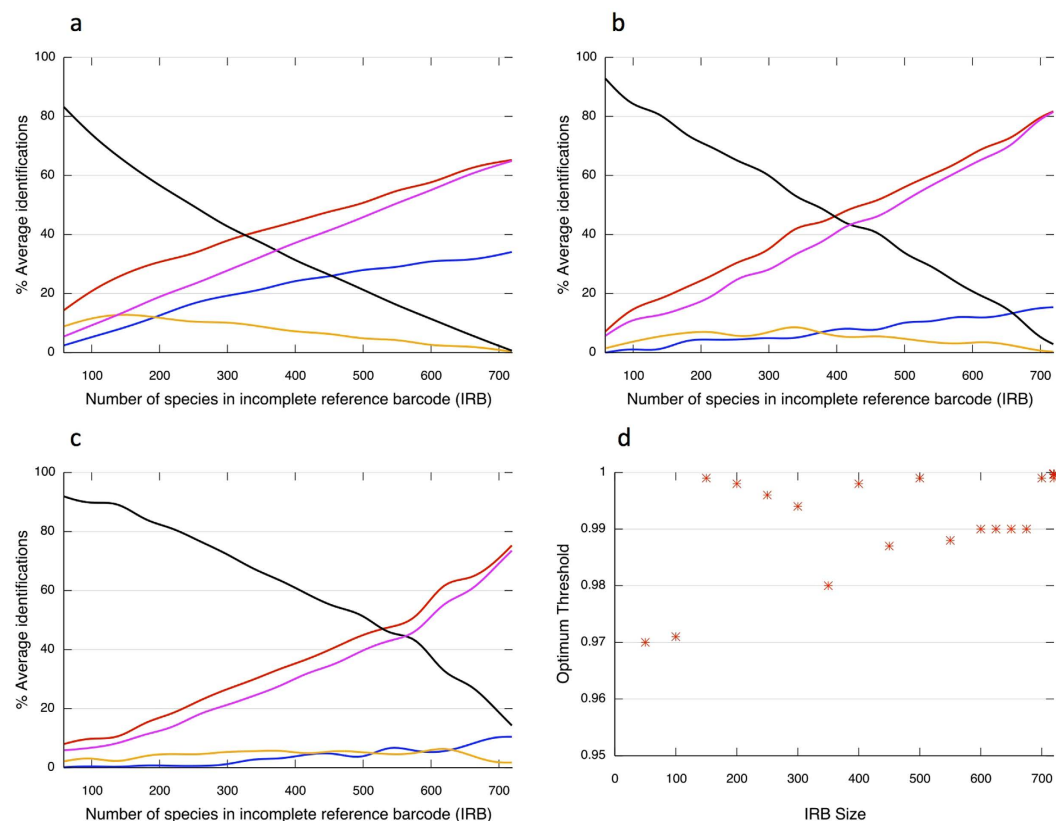 a
100
80
60
40
20
0
% Average identifications
100 200 300 400 500 600 700
Number of species in incomplete reference barcode (IRB)
b
100
80
60
40
20
0
% Average identifications
100 200 300 400 500 600 700
Number of species in incomplete reference barcode (IRB)
c
100
80
60
40
20
0
% Average identifications
100 200 300 400 500 600 700
Number of species in incomplete reference barcode (IRB)
d
1
0.99
0.98
0.97
0.96
0.95
Optimum Threshold
0 100 200 300 400 500 600 700
IRB Size